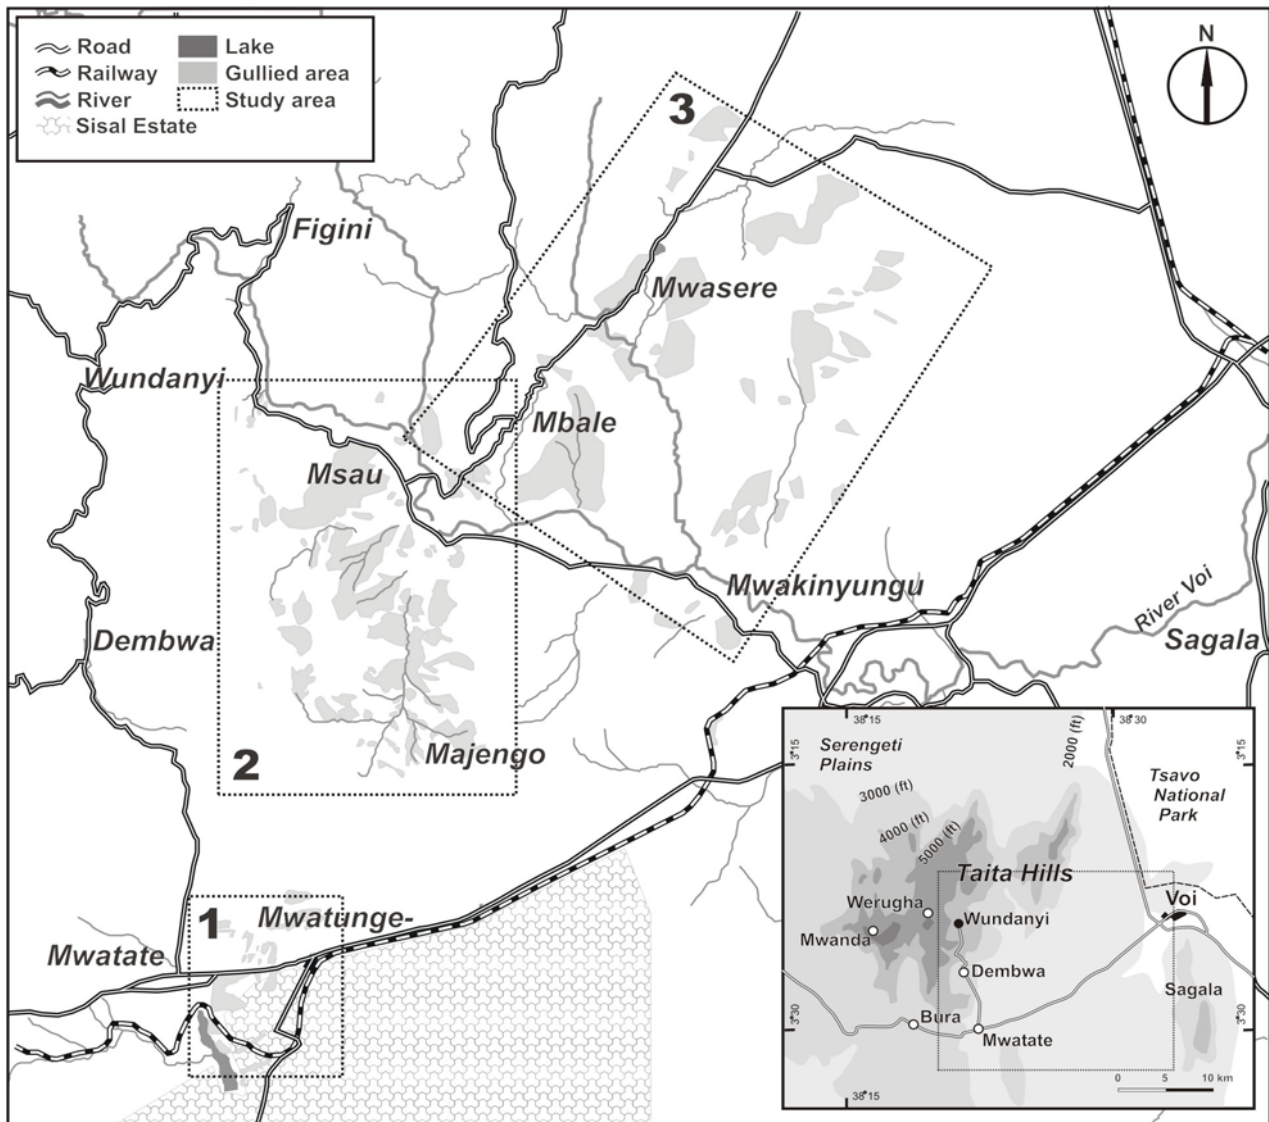 Road
Lake
Railway
Gullied area
River
Study area
Sisal Estate
N
3
Figini
Mwasere
Wundanyi
Mbale
Msau
Mwakinyungu
River Voi
Sagala
Dembwa
Majengo
2
1
Mwatunge-
Mwatate
38°15
38°30
3°15
3°15
Serengeti
Plains
2000 (ft)
3000 (ft)
4000 (ft)
5000 (ft)
Tsavo
National
Park
Taita Hills
Werugha
Wundanyi
Voi
Mwanda
Dembwa
Sagala
Bura
Mwatate
3°30
3°30
0 5 10 km
38°15